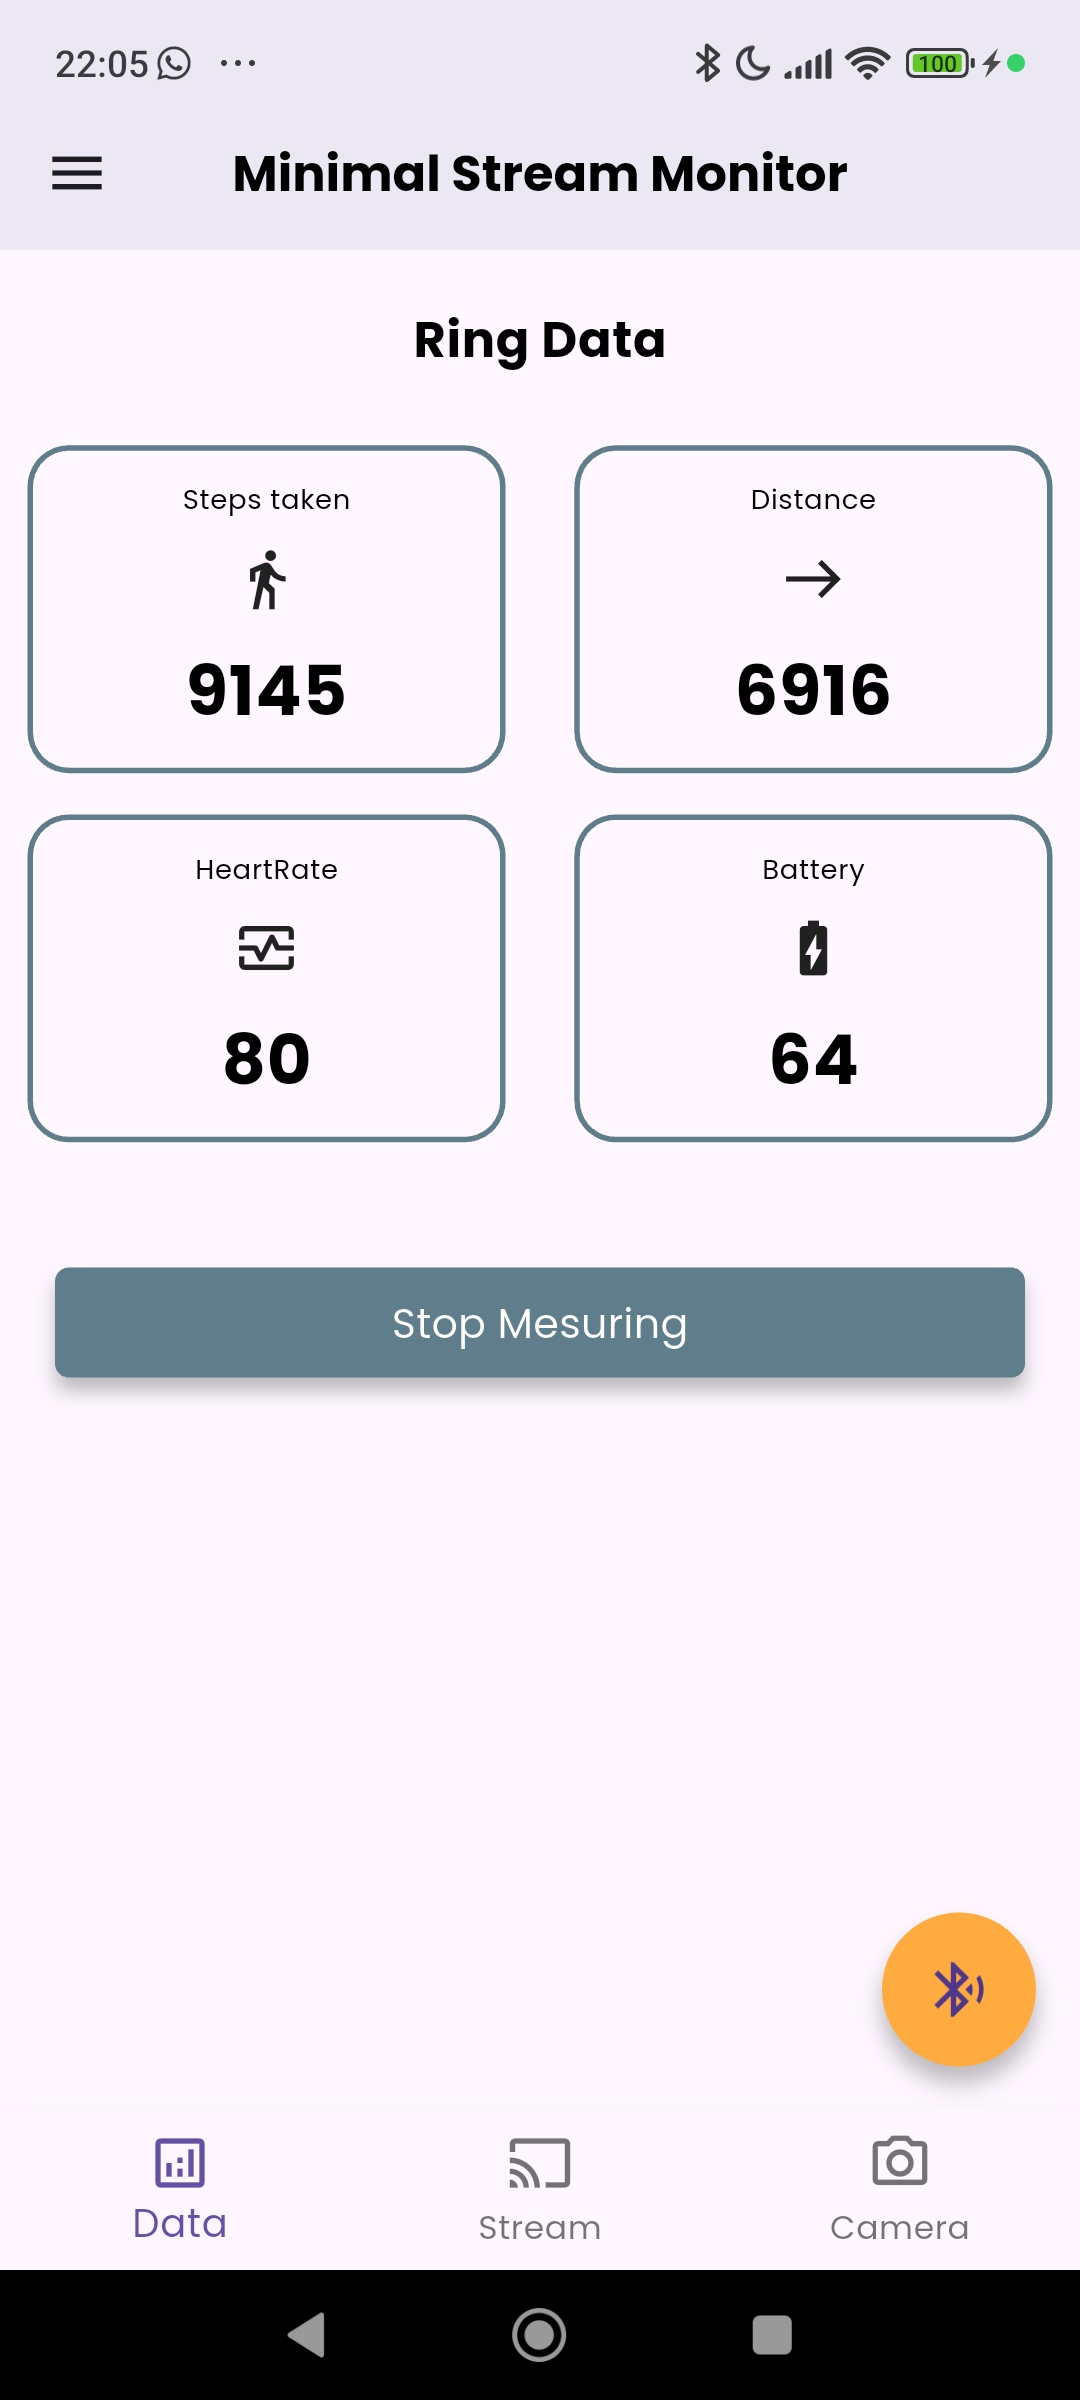 22:05
100
Minimal Stream Monitor
Ring Data
Steps taken
9145
Distance
6916
HeartRate
80
Battery
64
Stop Mesuring
Data
Stream
Camera